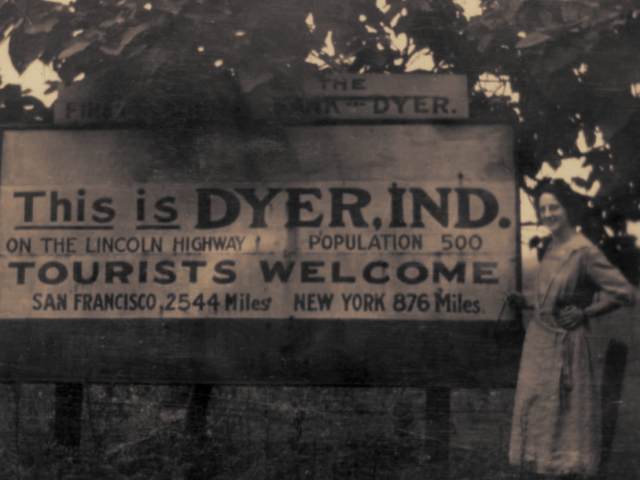 THE
BANK OF DYER.
This is DYER, IND.
ON THE LINCOLN HIGHWAY POPULATION 500
TOURISTS WELCOME
SAN FRANCISCO, 2544 Miles NEW YORK 876 Miles.